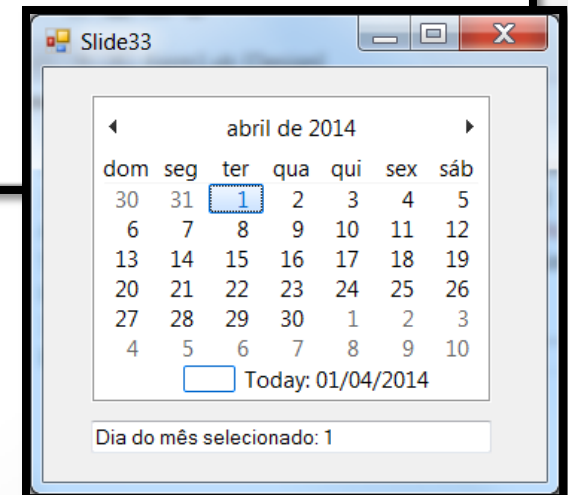 Slide33
abril de 2014
dom seg ter qua qui sex sáb
30 31 1 2 3 4 5
6 7 8 9 10 11 12
13 14 15 16 17 18 19
20 21 22 23 24 25 26
27 28 29 30 1 2 3
4 5 6 7 8 9 10
Today: 01/04/2014
Dia do mês selecionado: 1